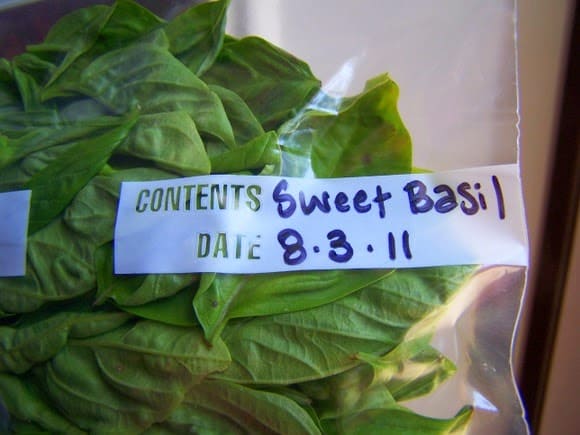 CONTENTS Sweet Basil
DATE 8.3.11